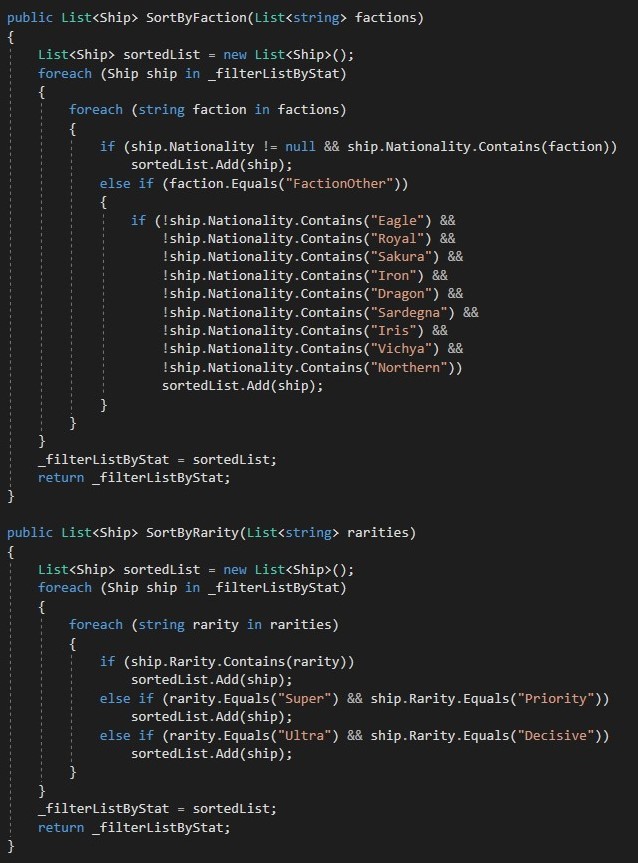 public List<Ship> SortByFaction(List<string> factions)
{
    List<Ship> sortedList = new List<Ship>();
    foreach (Ship ship in _filterListByStat)
    {
        foreach (string faction in factions)
        {
            if (ship.Nationality != null && ship.Nationality.Contains(faction))
                sortedList.Add(ship);
            else if (faction.Equals("FactionOther"))
            {
                if (!ship.Nationality.Contains("Eagle") &&
                    !ship.Nationality.Contains("Royal") &&
                    !ship.Nationality.Contains("Sakura") &&
                    !ship.Nationality.Contains("Iron") &&
                    !ship.Nationality.Contains("Dragon") &&
                    !ship.Nationality.Contains("Sardegna") &&
                    !ship.Nationality.Contains("Iris") &&
                    !ship.Nationality.Contains("Vichya") &&
                    !ship.Nationality.Contains("Northern"))
                    sortedList.Add(ship);
            }
        }
    }
    _filterListByStat = sortedList;
    return _filterListByStat;
}

public List<Ship> SortByRarity(List<string> rarities)
{
    List<Ship> sortedList = new List<Ship>();
    foreach (Ship ship in _filterListByStat)
    {
        foreach (string rarity in rarities)
        {
            if (ship.Rarity.Contains(rarity))
                sortedList.Add(ship);
            else if (rarity.Equals("Super") && ship.Rarity.Equals("Priority"))
                sortedList.Add(ship);
            else if (rarity.Equals("Ultra") && ship.Rarity.Equals("Decisive"))
                sortedList.Add(ship);
        }
    }
    _filterListByStat = sortedList;
    return _filterListByStat;
}